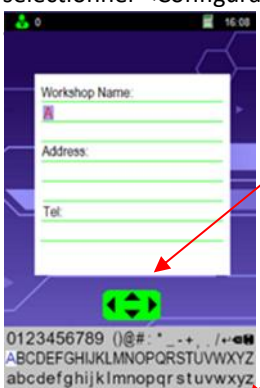 sélectionner "Configura
0 16:08
Workshop Name:
A
Address:
Tel:
0123456789 ()@#:*_-+,./
ABCDEFGHIJKLMNOPQRSTUVWXYZ
abcdefghijklmnopqrstuvwxyz